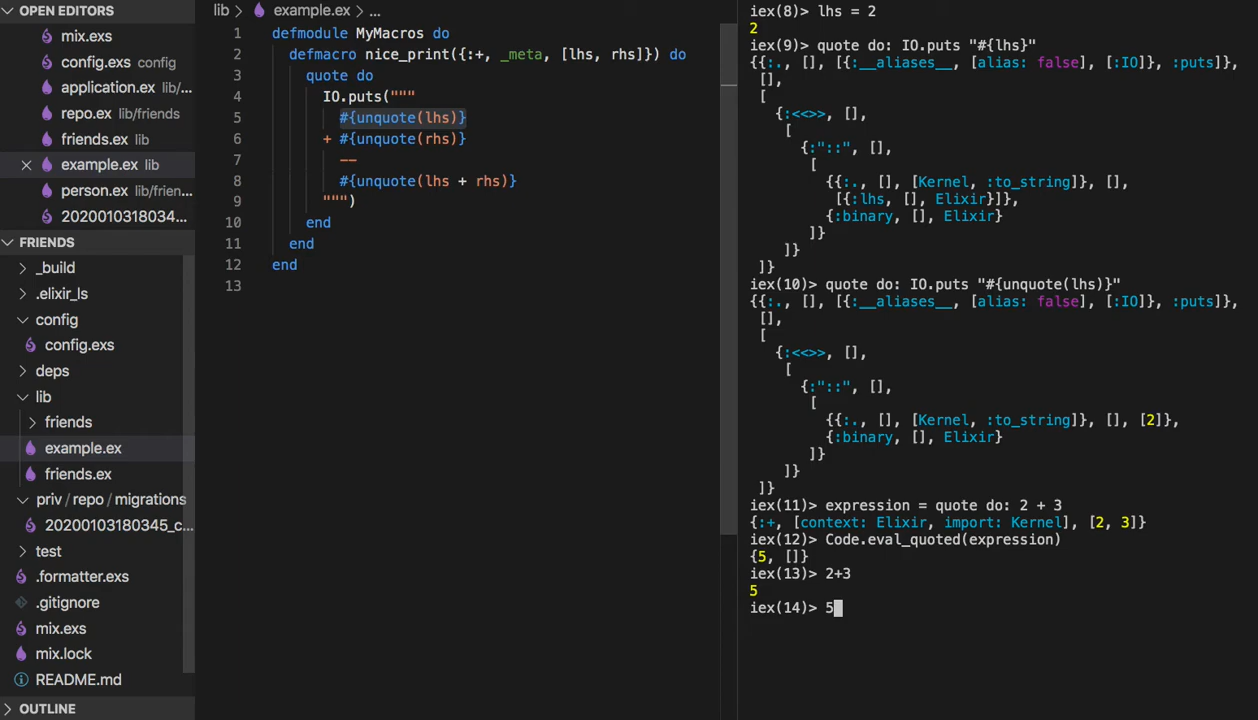 OPEN EDITORS
mix.exs
config.exs config
application.ex lib/...
repo.ex lib/friends
friends.ex lib
example.ex lib
person.ex lib/frien...
2020010318034...
FRIENDS
_build
.elixir_ls
config
config.exs
deps
lib
friends
example.ex
friends.ex
priv / repo / migrations
20200103180345_c...
test
.formatter.exs
.gitignore
mix.exs
mix.lock
README.md
OUTLINE
lib > example.ex > ...
1 defmodule MyMacros do
2 defmacro nice_print({:+, _meta, [lhs, rhs]}) do
3 quote do
4 IO.puts("""
5 #{unquote(lhs)}
6 + #{unquote(rhs)}
7 --
8 #{unquote(lhs + rhs)}
9 """)
10 end
11 end
12 end
13
iex(8)> lhs = 2
2
iex(9)> quote do: IO.puts "#{lhs}"
{{:., [], [{:__aliases__, [alias: false], [:IO]}, :puts]},
[],
[
{:<<>>, [],
[
{:"::", [],
[
{{:., [], [Kernel, :to_string]}, [],
[{:lhs, [], Elixir}]},
{:binary, [], Elixir}
]}
]}
]}
iex(10)> quote do: IO.puts "#{unquote(lhs)}"
{{:., [], [{:__aliases__, [alias: false], [:IO]}, :puts]},
[],
[
{:<<>>, [],
[
{:"::", [],
[
{{:., [], [Kernel, :to_string]}, [], [2]},
{:binary, [], Elixir}
]}
]}
]}
iex(11)> expression = quote do: 2 + 3
{:+, [context: Elixir, import: Kernel], [2, 3]}
iex(12)> Code.eval_quoted(expression)
{5, []}
iex(13)> 2+3
5
iex(14)> 5